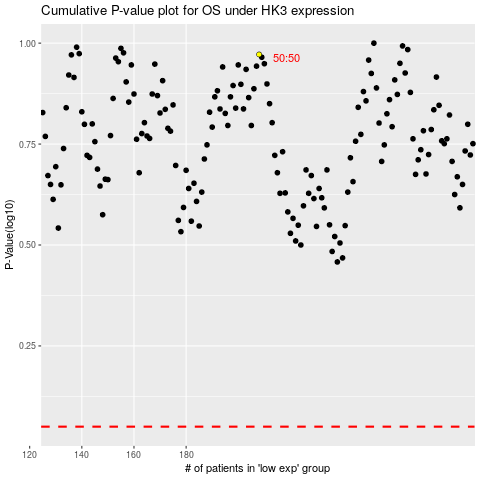 Cumulative P-value plot for OS under HK3 expression
1.00
50:50
0.75
P-Value(log10)
0.50
0.25
120 140 160 180
# of patients in 'low exp' group